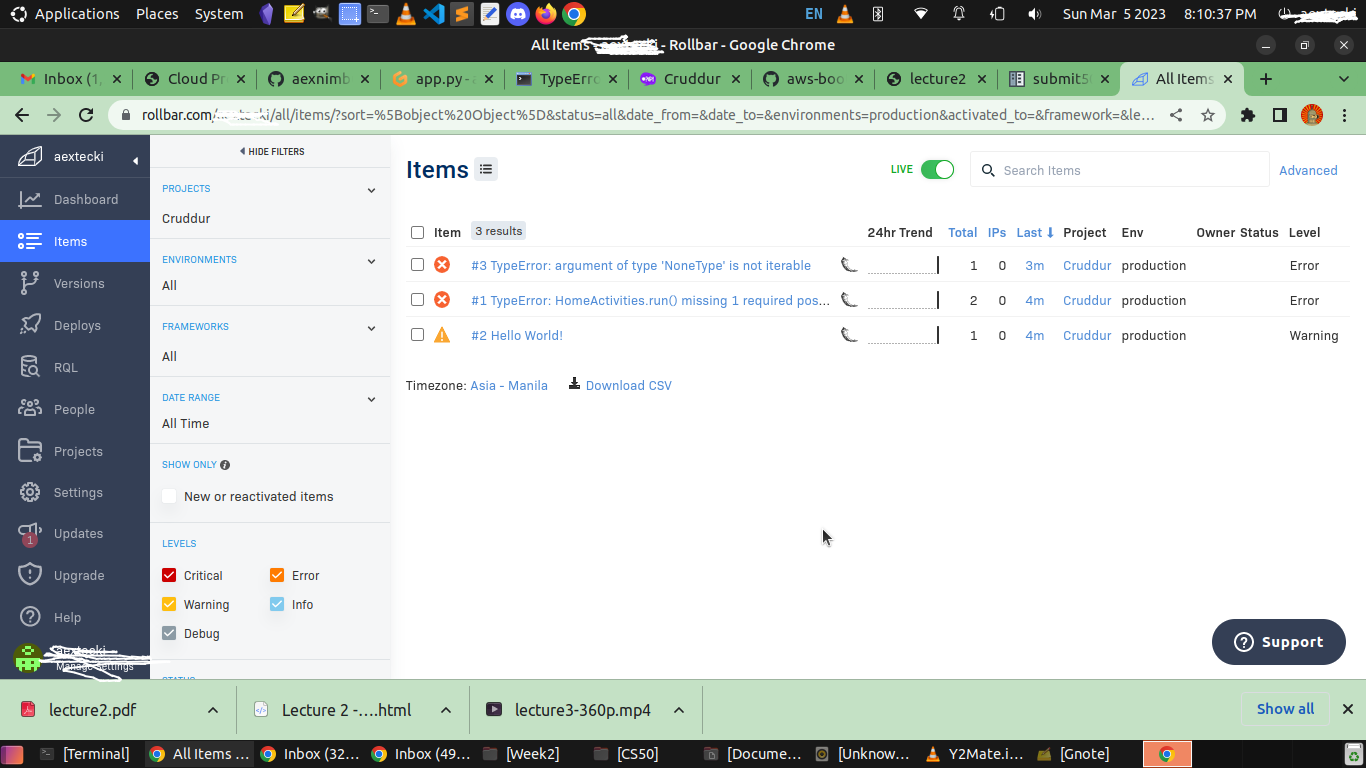 Applications Places System EN Sun Mar 5 2023 8:10:37 PM
All Items - Rollbar - Google Chrome
Inbox (1, Cloud Pr aexnimb app.py - TypeErro Cruddur aws-boo lecture2 submit5 All Items
rollbar.com/ /all/items/?sort=%5Bobject%20Object%5D&status=all&date_from=&date_to=&environments=production&activated_to=&framework=&le...
aextecki
Dashboard
Items
Versions
Deploys
RQL
People
Projects
Settings
Updates
1
Upgrade
Help
Manage Settings
HIDE FILTERS
PROJECTS
Cruddur
ENVIRONMENTS
All
FRAMEWORKS
All
DATE RANGE
All Time
SHOW ONLY
New or reactivated items
LEVELS
Critical Error
Warning Info
Debug
STATUS
Items
LIVE
Search Items
Advanced
Item 3 results 24hr Trend Total IPs Last Project Env Owner Status Level
#3 TypeError: argument of type 'NoneType' is not iterable 1 0 3m Cruddur production Error
#1 TypeError: HomeActivities.run() missing 1 required pos... 2 0 4m Cruddur production Error
#2 Hello World! 1 0 4m Cruddur production Warning
Timezone: Asia - Manila Download CSV
Support
lecture2.pdf Lecture 2 -....html lecture3-360p.mp4 Show all
[Terminal] All Items ... Inbox (32... Inbox (49... [Week2] [CS50] [Docume... [Unknow... Y2Mate.i... [Gnote]